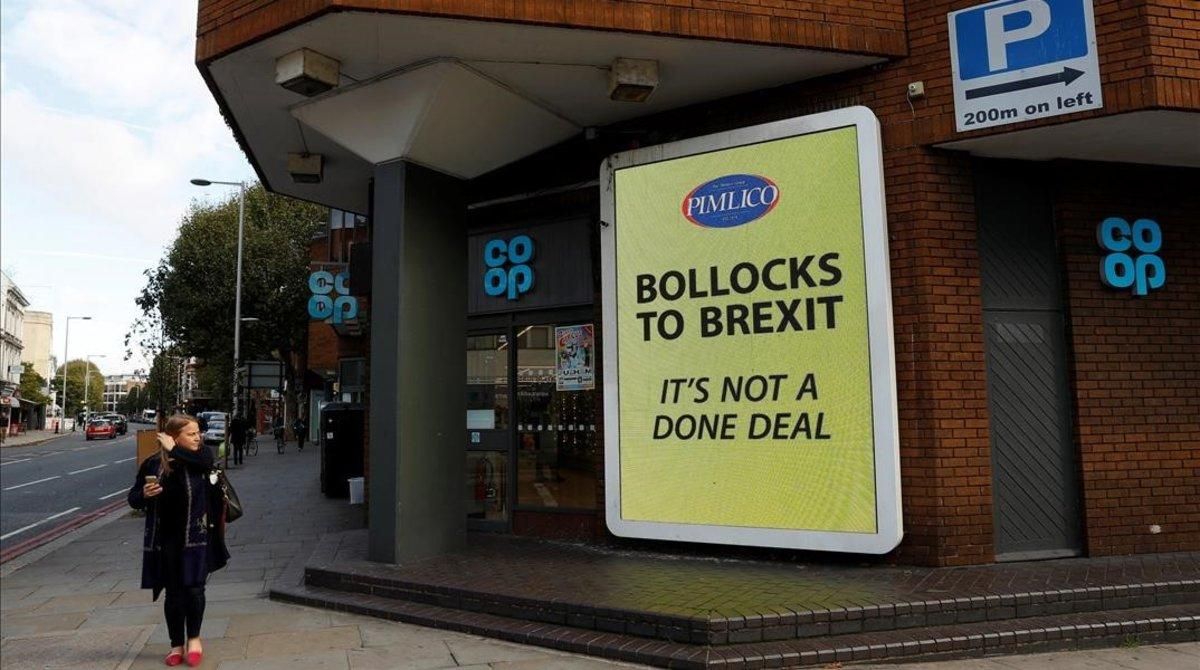 P
200m on left
PIMLICO
BOLLOCKS
TO BREXIT
IT'S NOT A
DONE DEAL
co
op
co
op
co
op